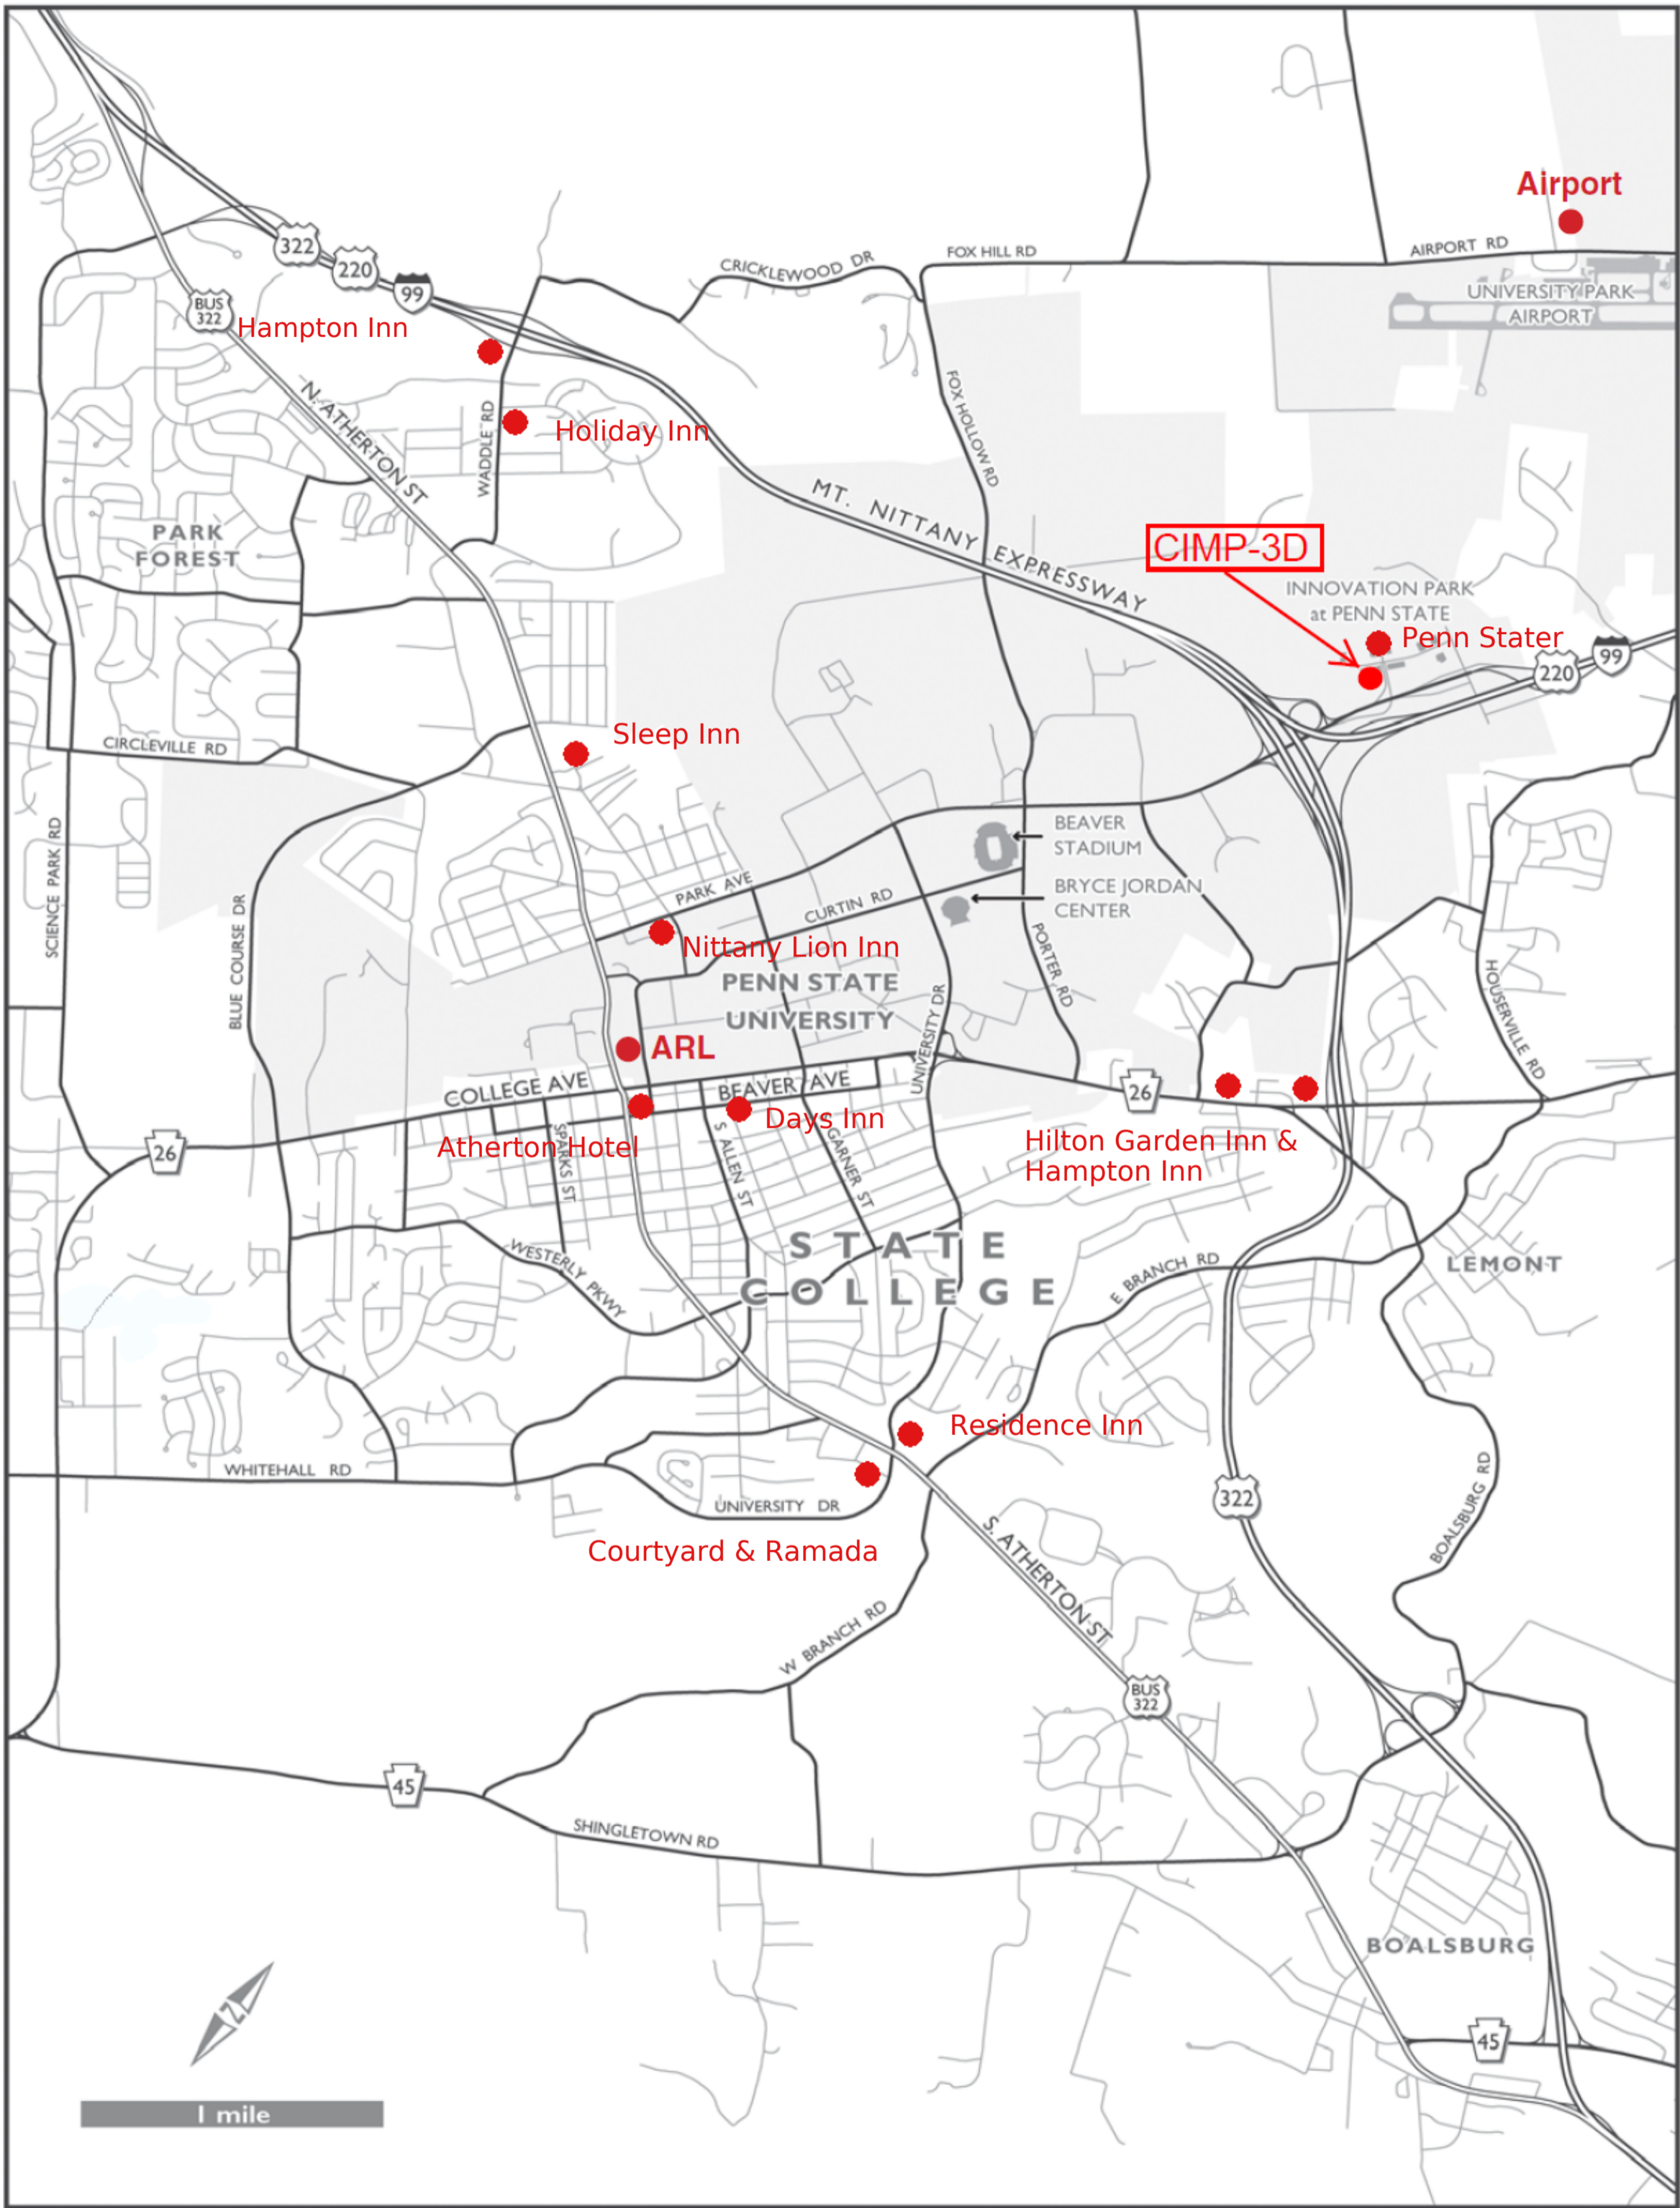 Airport
AIRPORT RD
FOX HILL RD
CRICKLEWOOD DR
322
220
99
UNIVERSITY PARK
AIRPORT
BUS
322
Hampton Inn
N. ATHERTON ST
WADDLE RD
Holiday Inn
FOX HOLLOW RD
MT. NITTANY EXPRESSWAY
PARK
FOREST
CIMP-3D
INNOVATION PARK
at PENN STATE
Penn Stater
220
99
Sleep Inn
CIRCLEVILLE RD
SCIENCE PARK RD
BLUE COURSE DR
BEAVER
STADIUM
BRYCE JORDAN
CENTER
PARK AVE
CURTIN RD
PORTER RD
Nittany Lion Inn
PENN STATE
UNIVERSITY
UNIVERSITY DR
HOUSERVILLE RD
ARL
COLLEGE AVE
BEAVER AVE
26
Days Inn
Atherton Hotel
SPARKS ST
S ALLEN ST
GARNER ST
26
Hilton Garden Inn &
Hampton Inn
STATE
COLLEGE
WESTERLY PKWY
E BRANCH RD
LEMONT
Residence Inn
WHITEHALL RD
UNIVERSITY DR
322
BOALSBURG RD
Courtyard & Ramada
S. ATHERTON ST
W BRANCH RD
BUS
322
45
SHINGLETOWN RD
BOALSBURG
N
45
1 mile